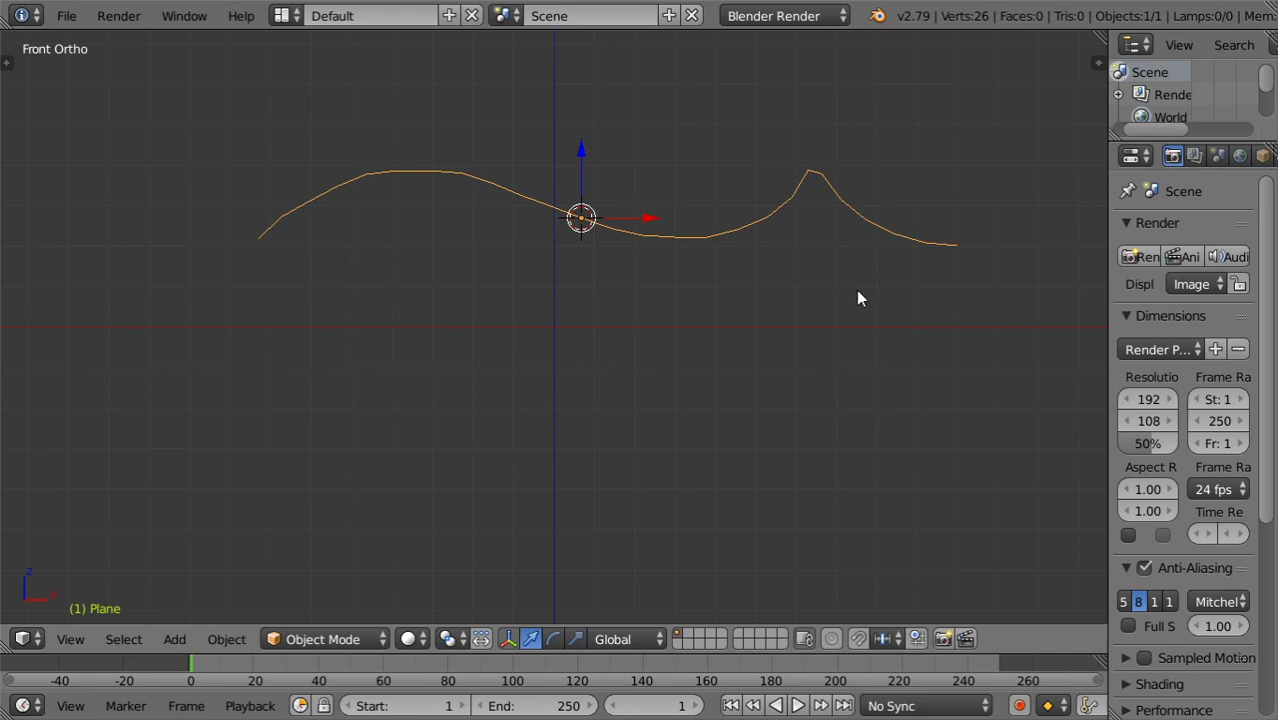 File Render Window Help Default Scene Blender Render v2.79 | Verts:26 | Faces:0 | Tris:0 | Objects:1/1 | Lamps:0/0 | Mem:
Front Ortho
View Search
Scene
Rende
World
Scene
Render
Ren Ani Audi
Displ Image
Dimensions
Render P...
Resolutio Frame Ra
192 St: 1
108 250
50% Fr: 1
Aspect R Frame Ra
1.00 24 fps
1.00 Time Re
Anti-Aliasing
5 8 1 1 Mitchel
Full S 1.00
Sampled Motion
Shading
Performance
z
x
(1) Plane
View Select Add Object Object Mode Global
-40 -20 0 20 40 60 80 100 120 140 160 180 200 220 240 260
View Marker Frame Playback Start: 1 End: 250 1 No Sync